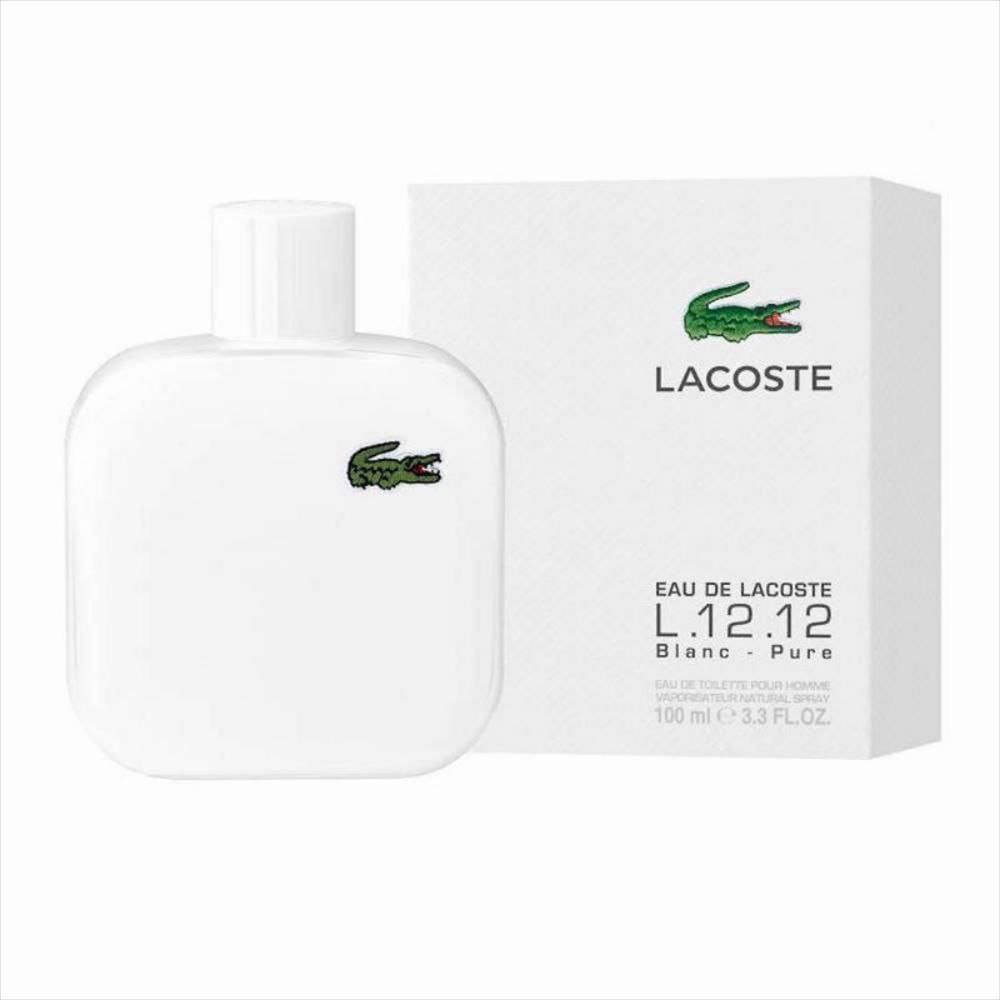 LACOSTE
EAU DE LACOSTE
L.12.12
Blanc - Pure
EAU DE TOILETTE POUR HOMME
VAPORISATEUR NATURAL SPRAY
100 ml ℮ 3.3 FL.OZ.